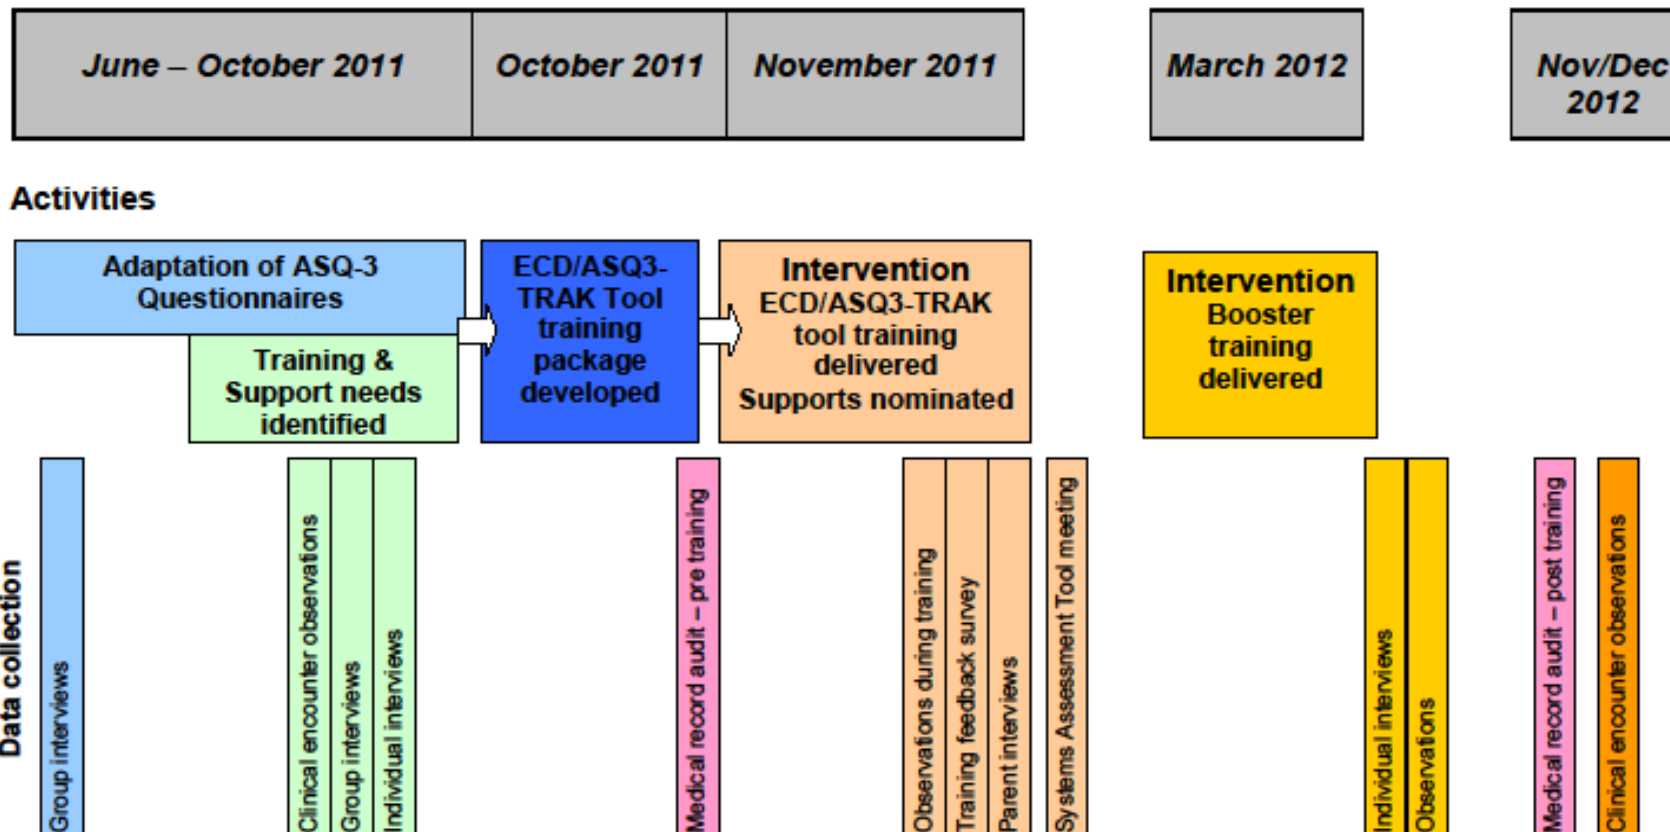 June – October 2011
October 2011
November 2011
March 2012
Nov/Dec
2012
Activities
Adaptation of ASQ-3
Questionnaires
Training &
Support needs
identified
ECD/ASQ3-
TRAK Tool
training
package
developed
Intervention
ECD/ASQ3-TRAK
tool training
delivered
Supports nominated
Intervention
Booster
training
delivered
Data collection
Group interviews
Clinical encounter observations
Group interviews
Individual interviews
Medical record audit – pre training
Observations during training
Training feedback survey
Parent interviews
Systems Assessment Tool meeting
Individual interviews
Observations
Medical record audit – post training
Clinical encounter observations